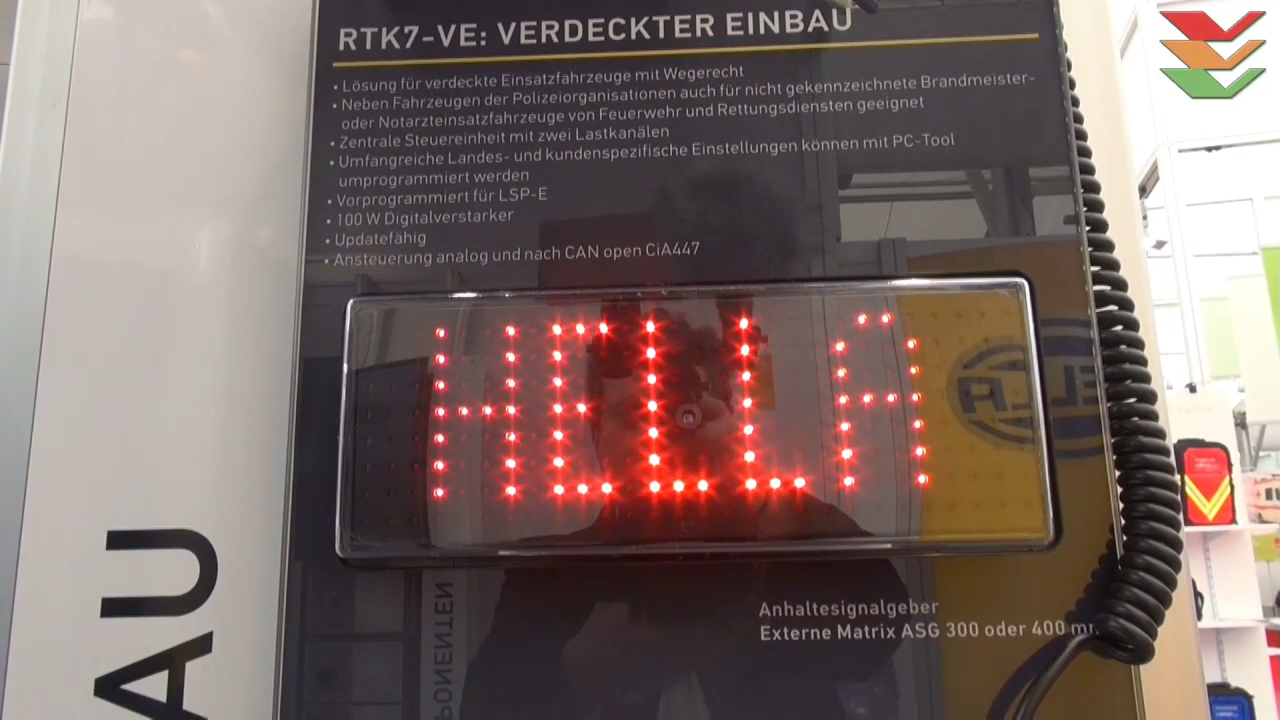 RTK7-VE: VERDECKTER EINBAU
• Lösung für verdeckte Einsatzfahrzeuge mit Wegerecht
• Neben Fahrzeugen der Polizeiorganisationen auch für nicht gekennzeichnete Brandmeister-
oder Notarzteinsatzfahrzeuge von Feuerwehr und Rettungsdiensten geeignet
• Zentrale Steuereinheit mit zwei Lastkanälen
• Umfangreiche Landes- und kundenspezifische Einstellungen können mit PC-Tool
umprogrammiert werden
• Vorprogrammiert für LSP-E
• 100 W Digitalverstarker
• Updatefähig
• Ansteuerung analog und nach CAN open CiA447
HELLA
Anhaltesignalgeber
Externe Matrix ASG 300 oder 400 mm
AU
PONENTEN